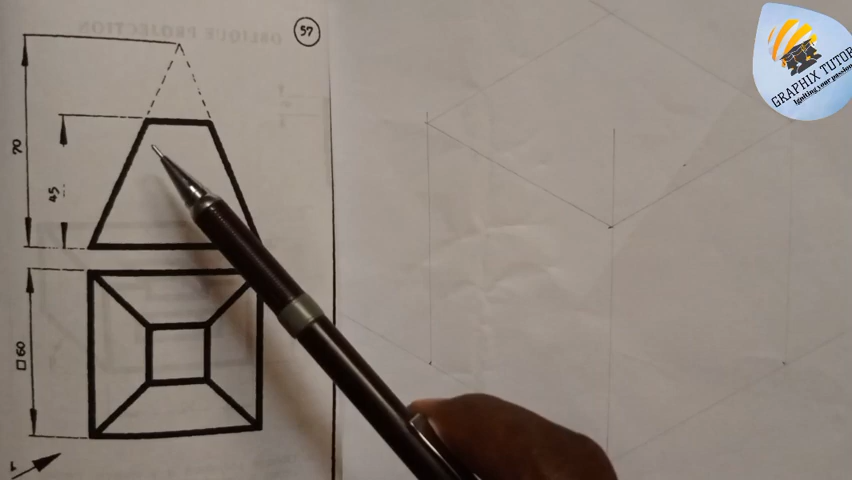 OBLIQUE PROJECTION
57
70
45
□60
GRAPHIX TUTOR
Igniting your passion